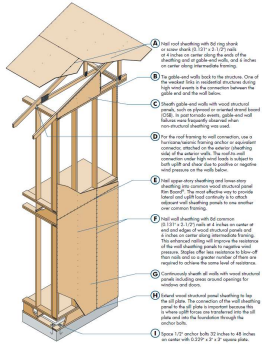 A Nail roof sheathing with 8d ring shank
or screw shank (0.131" x 2-1/2") nails
at 4 inches on center along the ends of the
sheathing and at gable-end walls, and 6 inches
on center along intermediate framing.
B Tie gable-end walls back to the structure. One of
the weakest links in residential structures during
high wind events is the connection between the
gable end and the wall below.
C Sheath gable-end walls with wood structural
panels, such as plywood or oriented strand board
(OSB). In past tornado events, gable-end wall
failures were frequently observed when
non-structural sheathing was used.
D For the roof framing to wall connection, use a
hurricane/seismic framing anchor or equivalent
connector, attached on the exterior (sheathing
side) of the exterior walls. The roof-to-wall
connection under high wind loads is subject to
both uplift and shear due to positive or negative
wind pressure on the walls below.
E Nail upper-story sheathing and lower-story
sheathing into common wood structural panel
Rim Board®. The most effective way to provide
lateral and uplift load continuity is to attach
adjacent wall sheathing panels to one another
over common framing.
F Nail wall sheathing with 8d common
(0.131" x 2-1/2") nails at 4 inches on center at
end and edges of wood structural panels and
6 inches on center along intermediate framing.
This enhanced nailing will improve the resistance
of the wall sheathing panels to negative wind
pressure. Staples offer less resistance to blow-off
than nails and so a greater number of them are
required to achieve the same level of resistance.
G Continuously sheath all walls with wood structural
panels including areas around openings for
windows and doors.
H Extend wood structural panel sheathing to lap
the sill plate. The connection of the wall sheathing
panel to the sill plate is important because this
is where uplift forces are transferred into the sill
plate and into the foundation through the
anchor bolts.
I Space 1/2" anchor bolts 32 inches to 48 inches
on center with 0.229" x 3" x 3" square plate